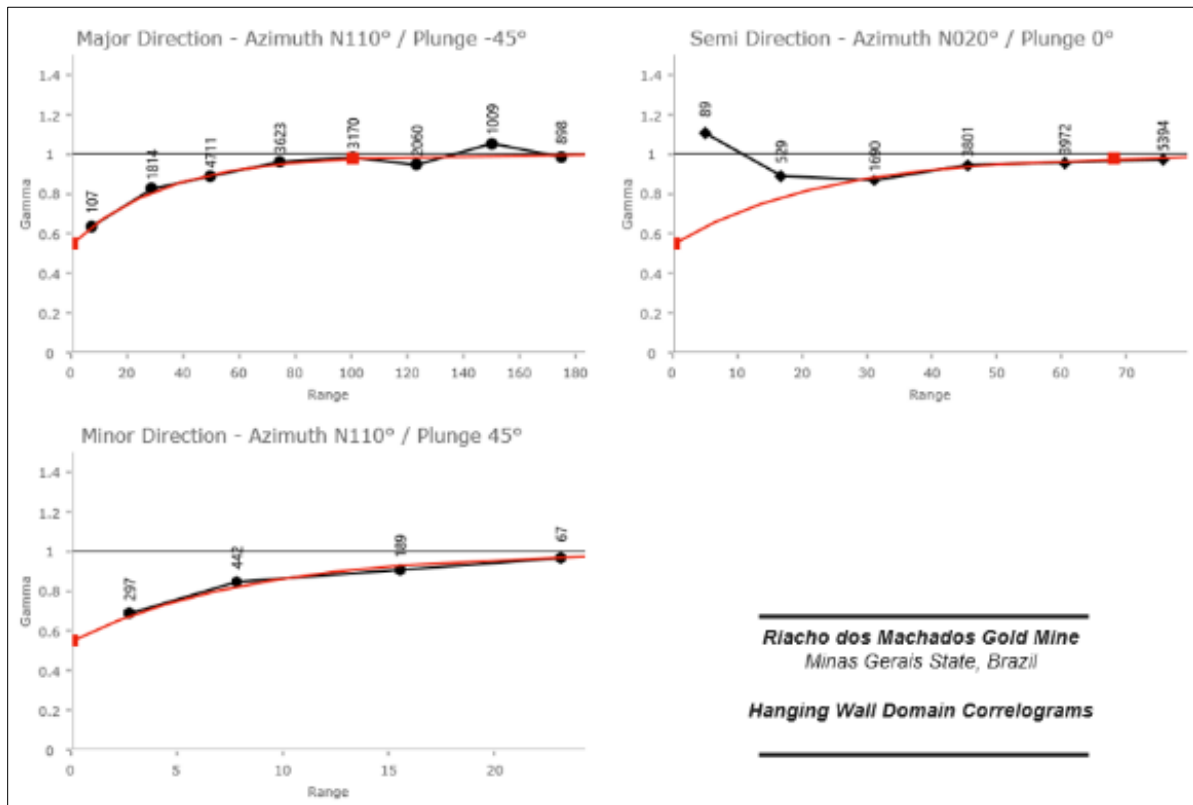 Major Direction - Azimuth N110° / Plunge -45°
1.4
1.2
1
0.8
0.6
0.4
0.2
0
Gamma
107
1814
4711
3623
3170
2060
1009
898
0 20 40 60 80 100 120 140 160 180
Range
Semi Direction - Azimuth N020° / Plunge 0°
1.4
1.2
1
0.8
0.6
0.4
0.2
0
Gamma
89
529
1690
3801
3972
5394
0 10 20 30 40 50 60 70
Range
Minor Direction - Azimuth N110° / Plunge 45°
1.4
1.2
1
0.8
0.6
0.4
0.2
0
Gamma
297
442
189
67
0 5 10 15 20
Range
Riacho dos Machados Gold Mine
Minas Gerais State, Brazil
Hanging Wall Domain Correlograms